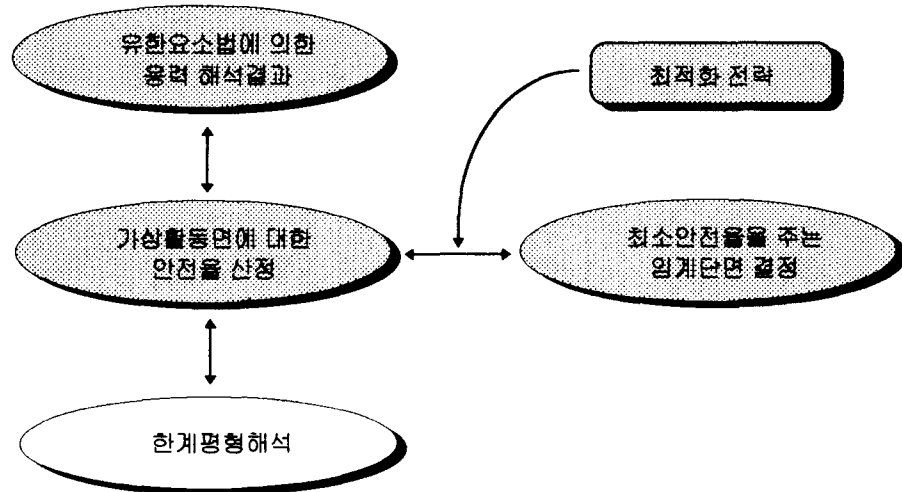 유한요소법에 의한
응력 해석결과
최적화 전략
가상활동면에 대한
안전율 산정
최소안전율을 주는
임계단면 결정
한계평형해석